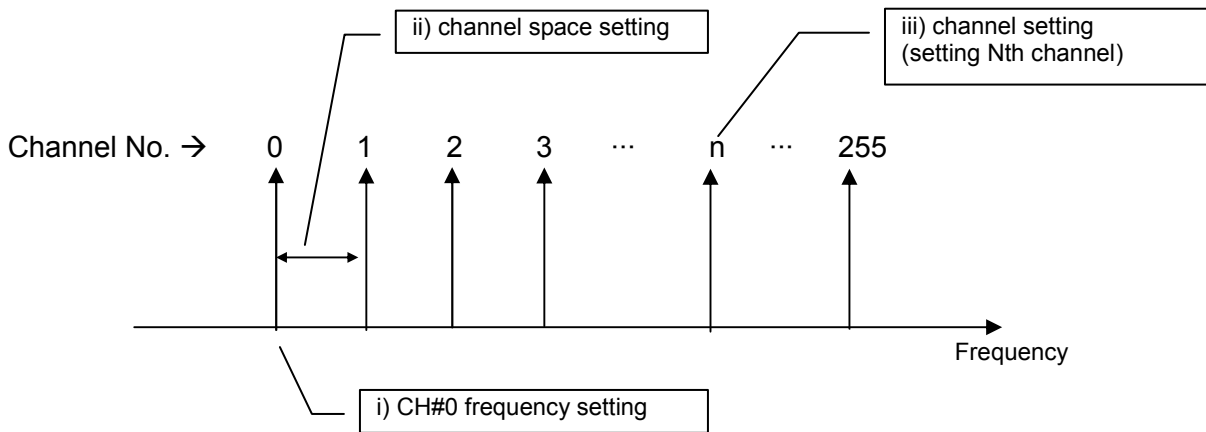 ii) channel space setting
iii) channel setting
(setting Nth channel)
Channel No. → 0 1 2 3 ... n ... 255
Frequency
i) CH#0 frequency setting